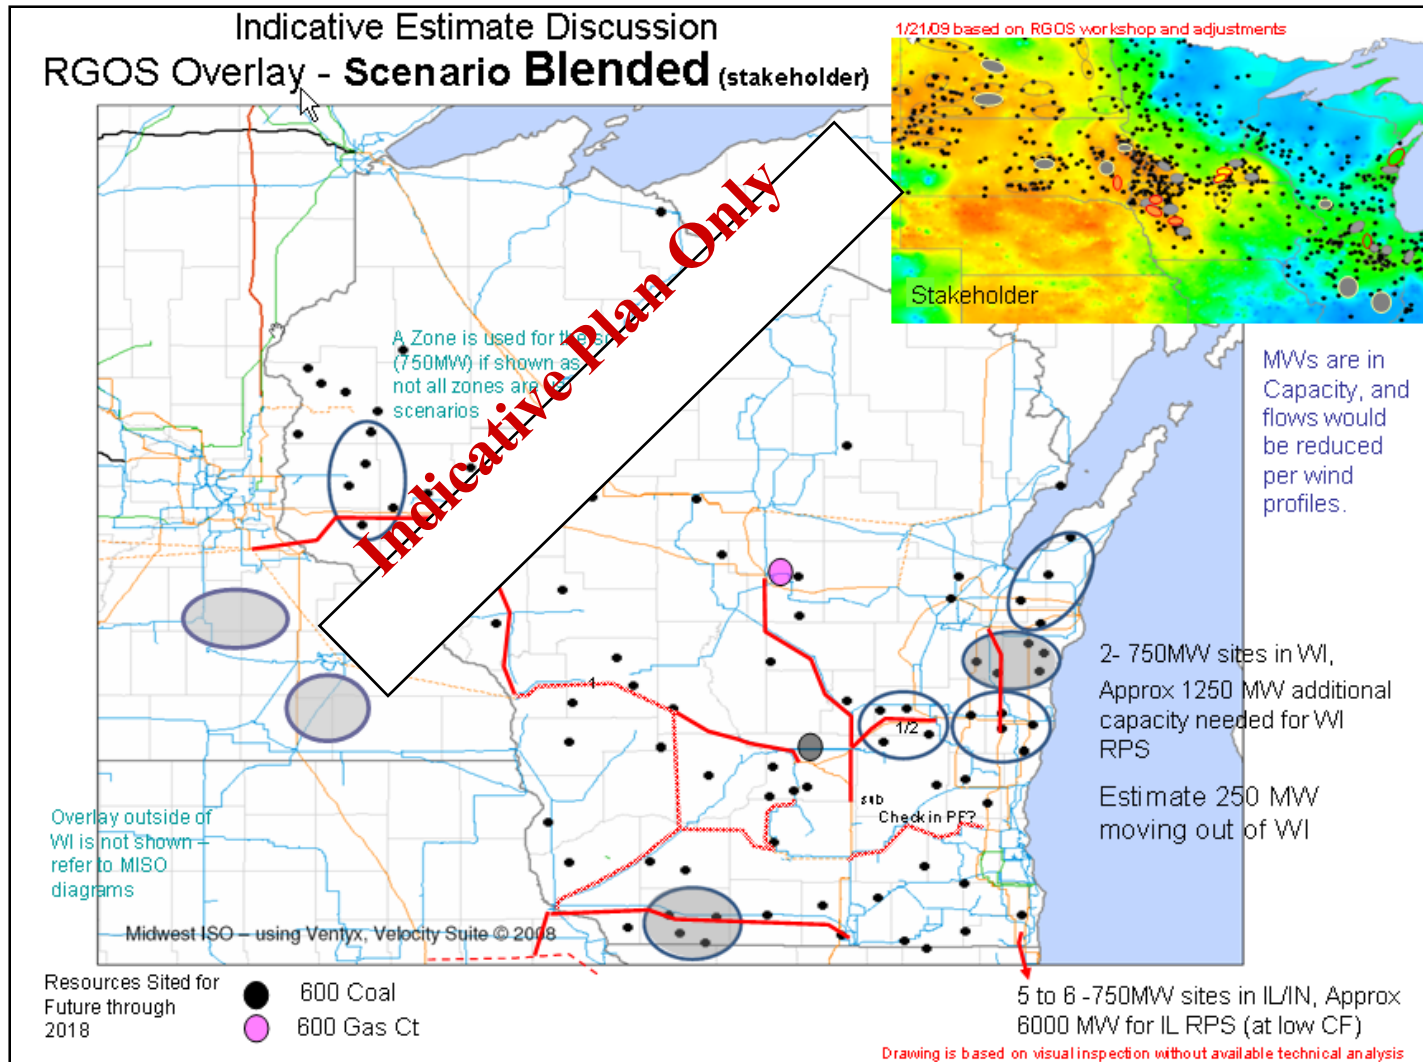 Indicative Estimate Discussion
RGOS Overlay - Scenario Blended (stakeholder)
1/21/09 based on RGOS workshop and adjustments
Stakeholder
Indicative Plan Only
A Zone is used for the
(750MW) if shown as
not all zones are
scenarios
MWs are in
Capacity, and
flows would
be reduced
per wind
profiles.
1
1/2
sub
Check in PF?
2- 750MW sites in WI,
Approx 1250 MW additional
capacity needed for WI
RPS
Estimate 250 MW
moving out of WI
Overlay outside of
WI is not shown –
refer to MISO
diagrams
Midwest ISO – using Ventyx, Velocity Suite © 2008
Resources Sited for
Future through
2018
600 Coal
600 Gas Ct
5 to 6 -750MW sites in IL/IN, Approx
6000 MW for IL RPS (at low CF)
Drawing is based on visual inspection without available technical analysis